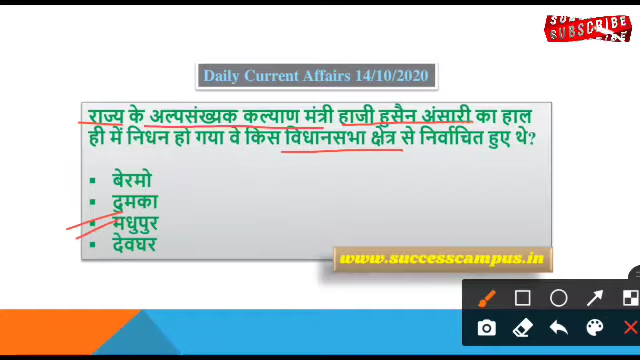 SUBSCRIBE
SUBSCRIBE
Daily Current Affairs 14/10/2020
राज्य के अल्पसंख्यक कल्याण मंत्री हाजी हुसैन अंसारी का हाल
ही में निधन हो गया वे किस विधानसभा क्षेत्र से निर्वाचित हुए थे?
▪ बेरमो
▪ दुमका
▪ मधुपुर
▪ देवघर
www.successcampus.in